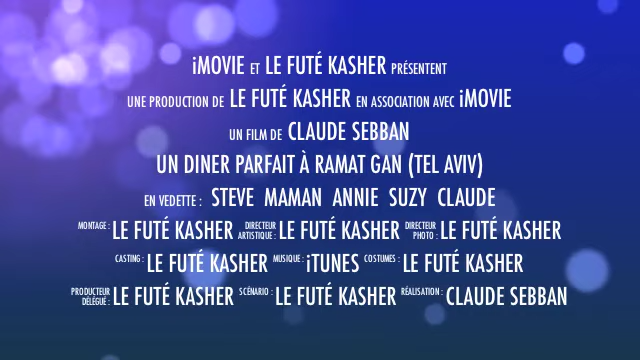 iMOVIE ET LE FUTÉ KASHER PRÉSENTENT
UNE PRODUCTION DE LE FUTÉ KASHER EN ASSOCIATION AVEC iMOVIE
UN FILM DE CLAUDE SEBBAN
UN DINER PARFAIT À RAMAT GAN (TEL AVIV)
EN VEDETTE : STEVE MAMAN ANNIE SUZY CLAUDE
MONTAGE : LE FUTÉ KASHER DIRECTEUR ARTISTIQUE : LE FUTÉ KASHER DIRECTEUR PHOTO : LE FUTÉ KASHER
CASTING : LE FUTÉ KASHER MUSIQUE : iTUNES COSTUMES : LE FUTÉ KASHER
PRODUCTEUR DÉLÉGUÉ : LE FUTÉ KASHER SCÉNARIO : LE FUTÉ KASHER RÉALISATION : CLAUDE SEBBAN